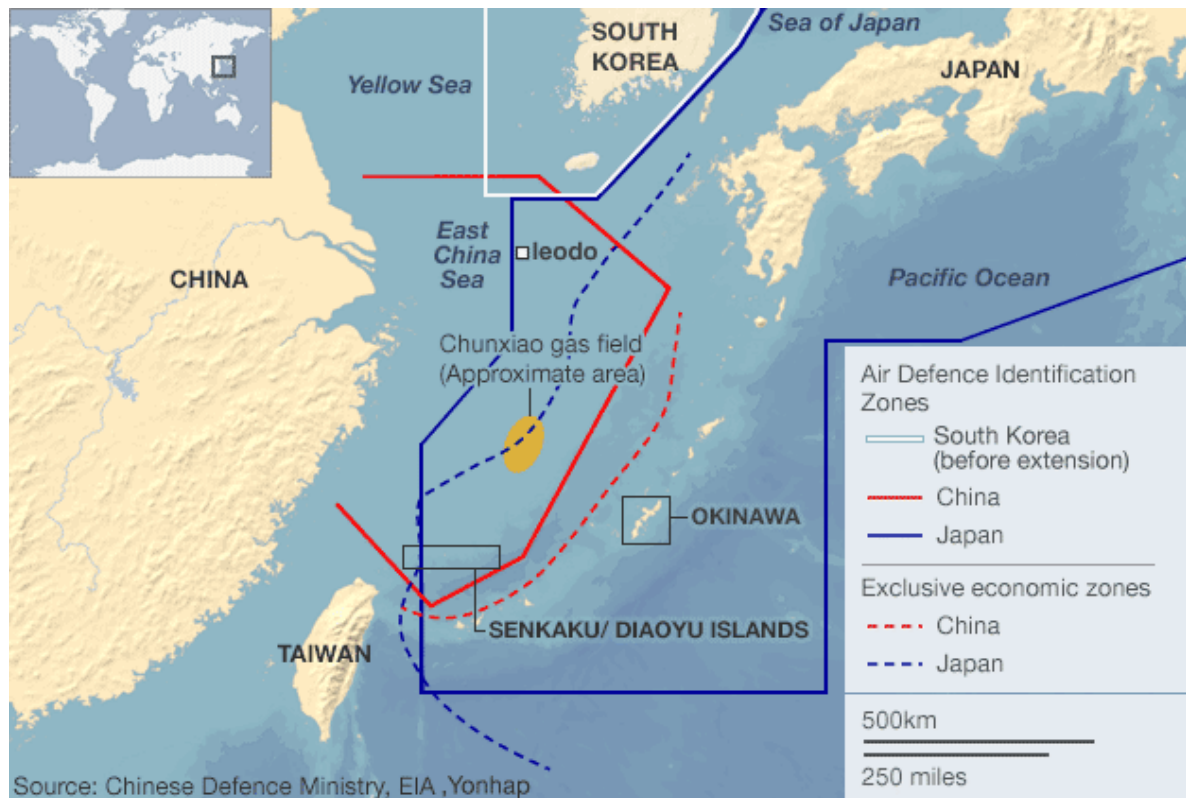 SOUTH
KOREA
Sea of Japan
JAPAN
Yellow Sea
East
China
Sea
leodo
CHINA
Pacific Ocean
Chunxiao gas field
(Approximate area)
OKINAWA
SENKAKU/ DIAOYU ISLANDS
TAIWAN
Air Defence Identification
Zones
South Korea
(before extension)
China
Japan
Exclusive economic zones
China
Japan
500km
250 miles
Source: Chinese Defence Ministry, EIA ,Yonhap